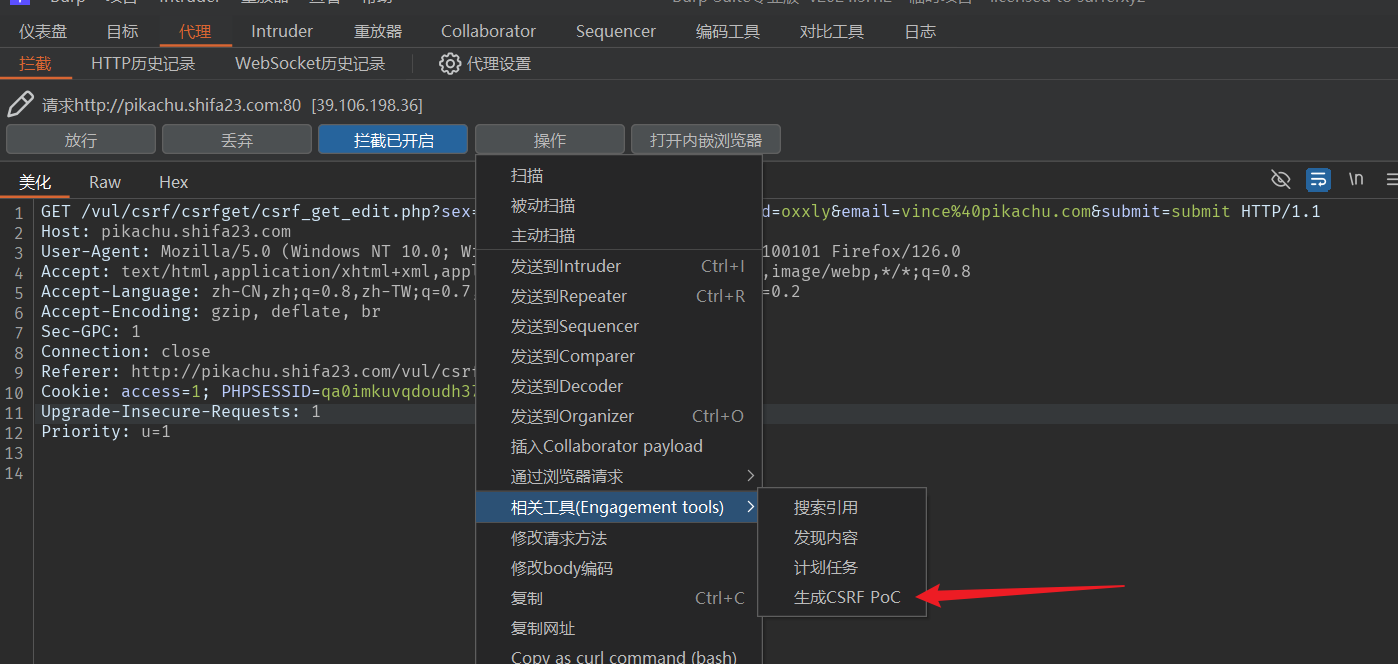 仪表盘 目标 代理 Intruder 重放器 Collaborator Sequencer 编码工具 对比工具 日志
拦截 HTTP历史记录 WebSocket历史记录 代理设置
请求http://pikachu.shifa23.com:80 [39.106.198.36]
放行 丢弃 拦截已开启 操作 打开内嵌浏览器
美化 Raw Hex \n
1 GET /vul/csrf/csrfget/csrf_get_edit.php?sex= d=oxxly&email=vince%40pikachu.com&submit=submit HTTP/1.1
2 Host: pikachu.shifa23.com
3 User-Agent: Mozilla/5.0 (Windows NT 10.0; Wi 100101 Firefox/126.0
4 Accept: text/html,application/xhtml+xml,appl ,image/webp,*/*;q=0.8
5 Accept-Language: zh-CN,zh;q=0.8,zh-TW;q=0.7, =0.2
6 Accept-Encoding: gzip, deflate, br
7 Sec-GPC: 1
8 Connection: close
9 Referer: http://pikachu.shifa23.com/vul/csrf
10 Cookie: access=1; PHPSESSID=qa0imkuvqdoudh37
11 Upgrade-Insecure-Requests: 1
12 Priority: u=1
13
14
扫描
被动扫描
主动扫描
发送到Intruder Ctrl+I
发送到Repeater Ctrl+R
发送到Sequencer
发送到Comparer
发送到Decoder
发送到Organizer Ctrl+O
插入Collaborator payload
通过浏览器请求
相关工具(Engagement tools)
修改请求方法
修改body编码
复制 Ctrl+C
复制网址
Copy as curl command (bash)
搜索引用
发现内容
计划任务
生成CSRF PoC